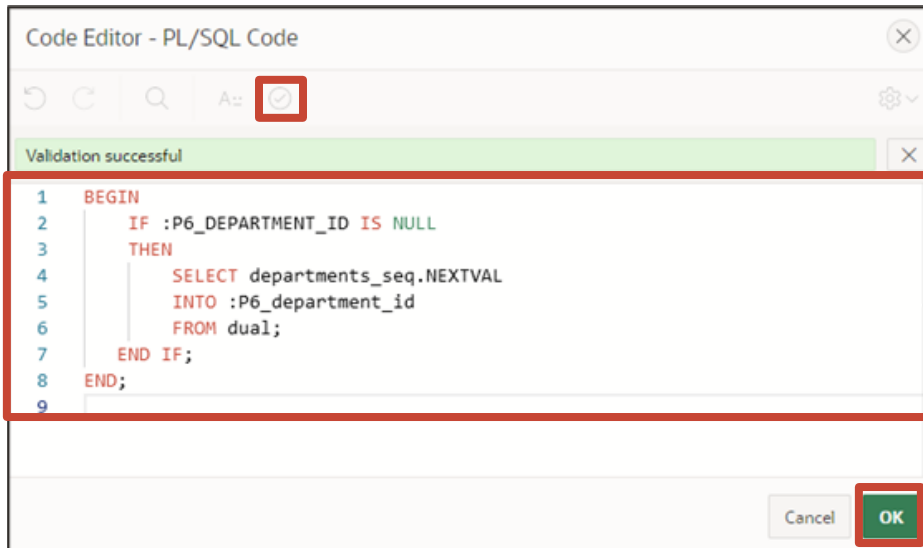 Code Editor - PL/SQL Code
A
Validation successful
1 BEGIN
2 IF :P6_DEPARTMENT_ID IS NULL
3 THEN
4 SELECT departments_seq.NEXTVAL
5 INTO :P6_department_id
6 FROM dual;
7 END IF;
8 END;
9
Cancel OK